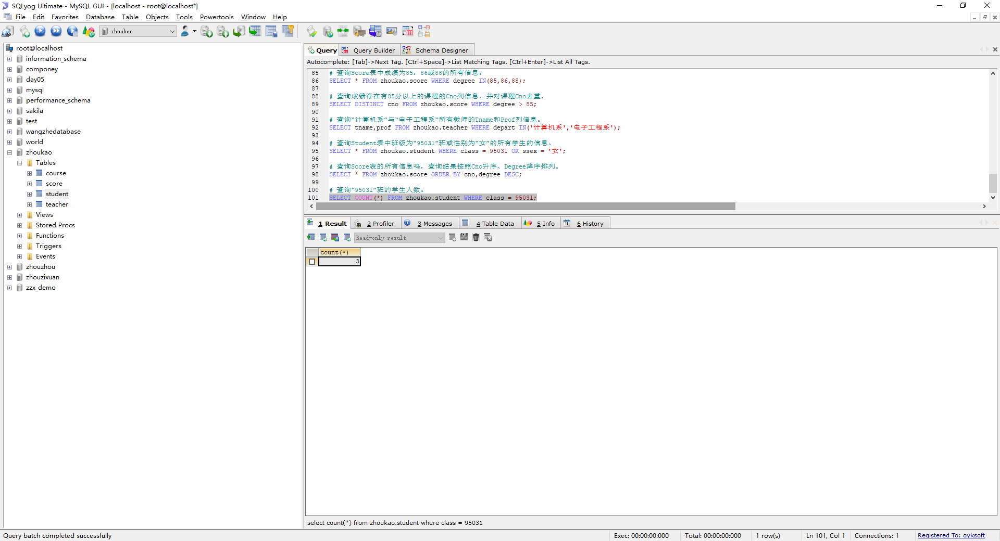 SQLyog Ultimate - MySQL GUI - [localhost - root@localhost*]
File Edit Favorites Database Table Objects Tools Powertools Window Help
zhoukao
root@localhost
information_schema
componey
day05
mysql
performance_schema
sakila
test
wangzhedatabase
world
zhoukao
Tables
course
score
student
teacher
Views
Stored Procs
Functions
Triggers
Events
zhouzhou
zhouzixuan
zzx_demo
Query Query Builder Schema Designer
Autocomplete: [Tab]->Next Tag. [Ctrl+Space]->List Matching Tags. [Ctrl+Enter]->List All Tags.
85 # 查询Score表中成绩为85，86或88的所有信息。
86 SELECT * FROM zhoukao.score WHERE degree IN(85,86,88);
87
88 # 查询成绩存在有85分以上的课程的Cno列信息，并对课程Cno去重.
89 SELECT DISTINCT cno FROM zhoukao.score WHERE degree > 85;
90
91 # 查询“计算机系”与“电子工程系“所有教师的Tname和Prof列信息。
92 SELECT tname,prof FROM zhoukao.teacher WHERE depart IN('计算机系','电子工程系');
93
94 # 查询Student表中班级为“95031”班或性别为“女”的所有学生的信息。
95 SELECT * FROM zhoukao.student WHERE class = 95031 OR ssex = '女';
96
97 # 查询Score表的所有信息吗，查询结果按照Cno升序、Degree降序排列。
98 SELECT * FROM zhoukao.score ORDER BY cno,degree DESC;
99
100 # 查询“95031”班的学生人数。
101 SELECT COUNT(*) FROM zhoukao.student WHERE class = 95031;
1 Result 2 Profiler 3 Messages 4 Table Data 5 Info 6 History
Read-only result
count(*)
3
select count(*) from zhoukao.student where class = 95031
Query batch completed successfully Exec: 00:00:00:000 Total: 00:00:00:000 1 row(s) Ln 101, Col 1 Connections: 1 Registered To: ovksoft